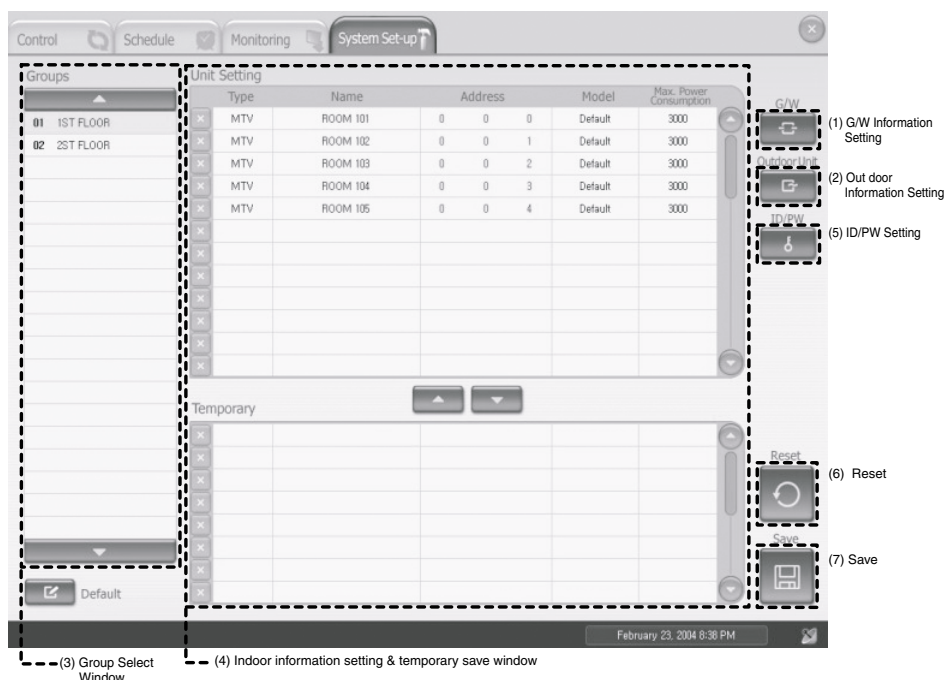 Control Schedule Monitoring System Set-up
Groups
01 1ST FLOOR
02 2ST FLOOR
Default
Unit Setting
Type Name Address Model Max. Power Consumption
MTV ROOM 101 0 0 0 Default 3000
MTV ROOM 102 0 0 1 Default 3000
MTV ROOM 103 0 0 2 Default 3000
MTV ROOM 104 0 0 3 Default 3000
MTV ROOM 105 0 0 4 Default 3000
Temporary
G/W
(1) G/W Information
Setting
Outdoor Unit
(2) Out door
Information Setting
ID/PW
(5) ID/PW Setting
Reset
(6) Reset
Save
(7) Save
February 23, 2004 8:38 PM
(3) Group Select
Window
(4) Indoor information setting & temporary save window